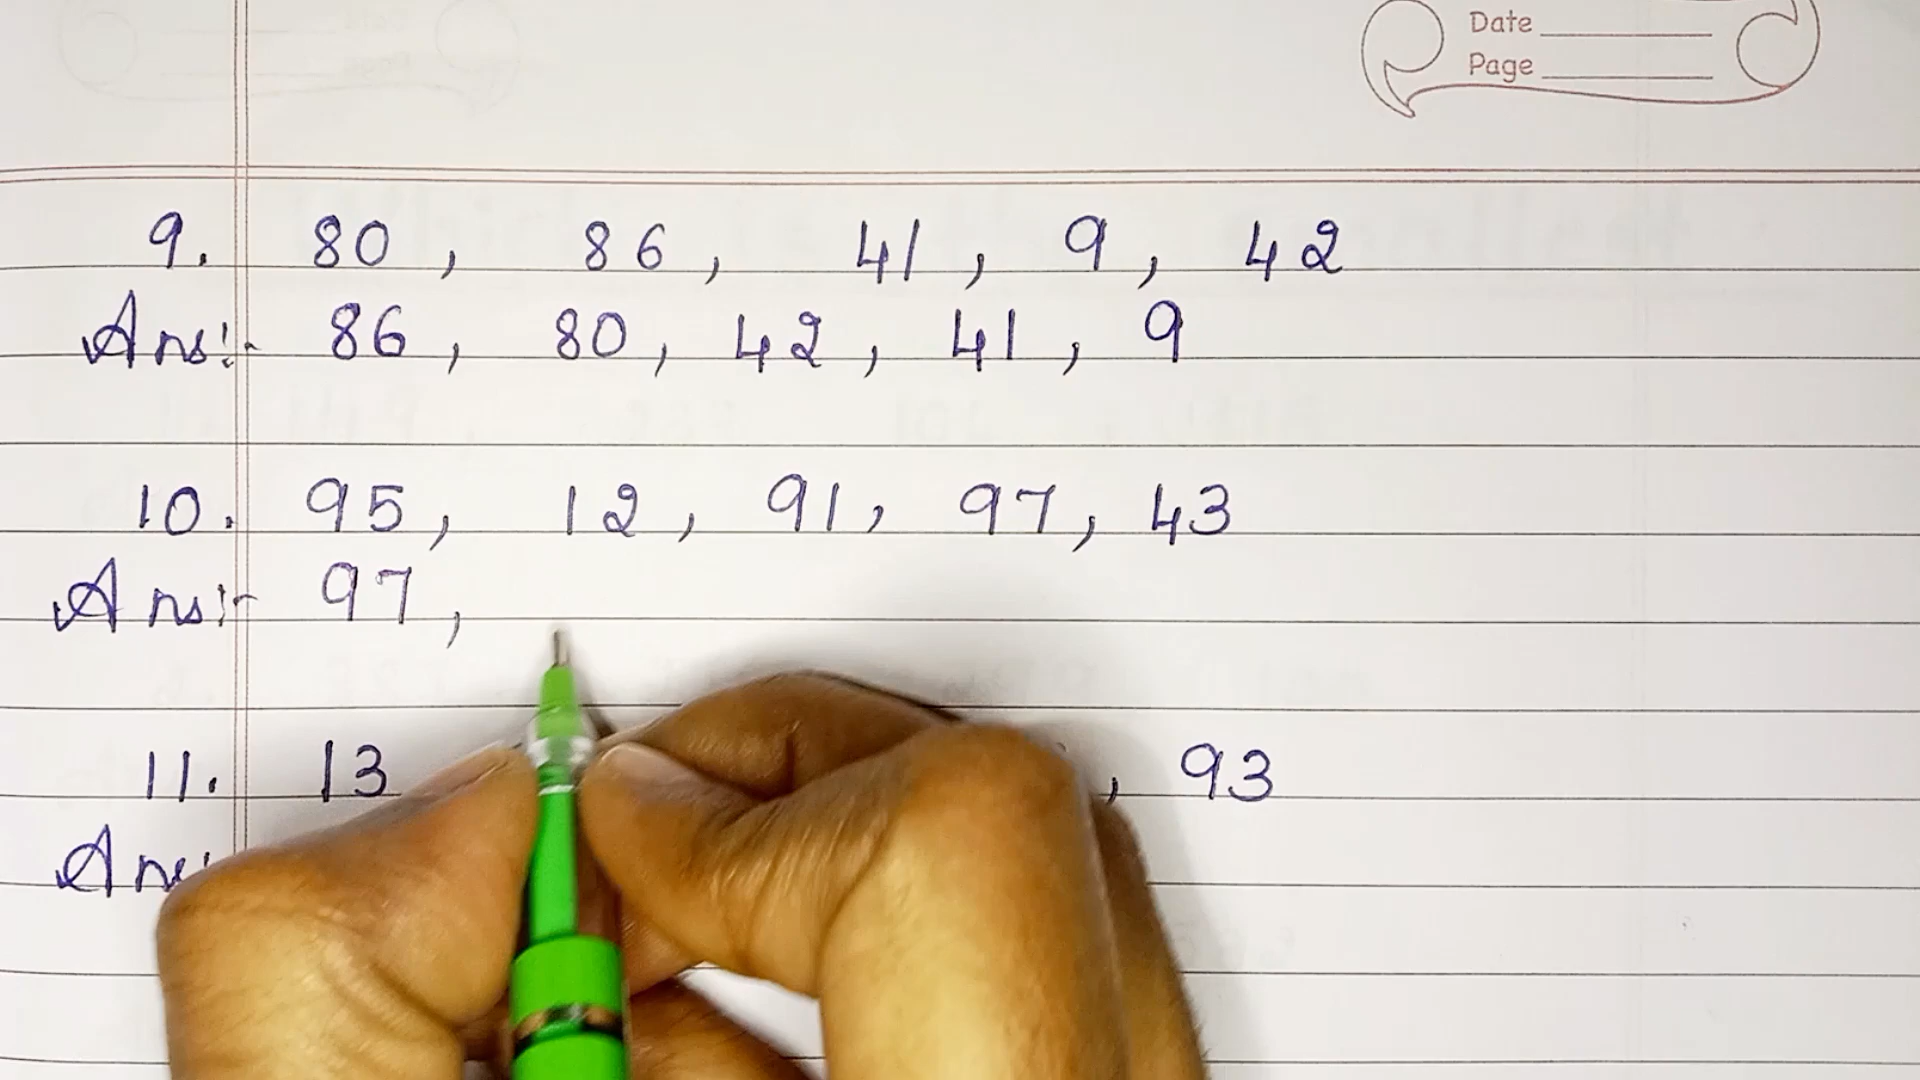 Date
Page
9. 80, 86, 41, 9, 42
Ans:- 86, 80, 42, 41, 9
10. 95, 12, 91, 97, 43
Ans:- 97,
11. 13 , 93
Ans: